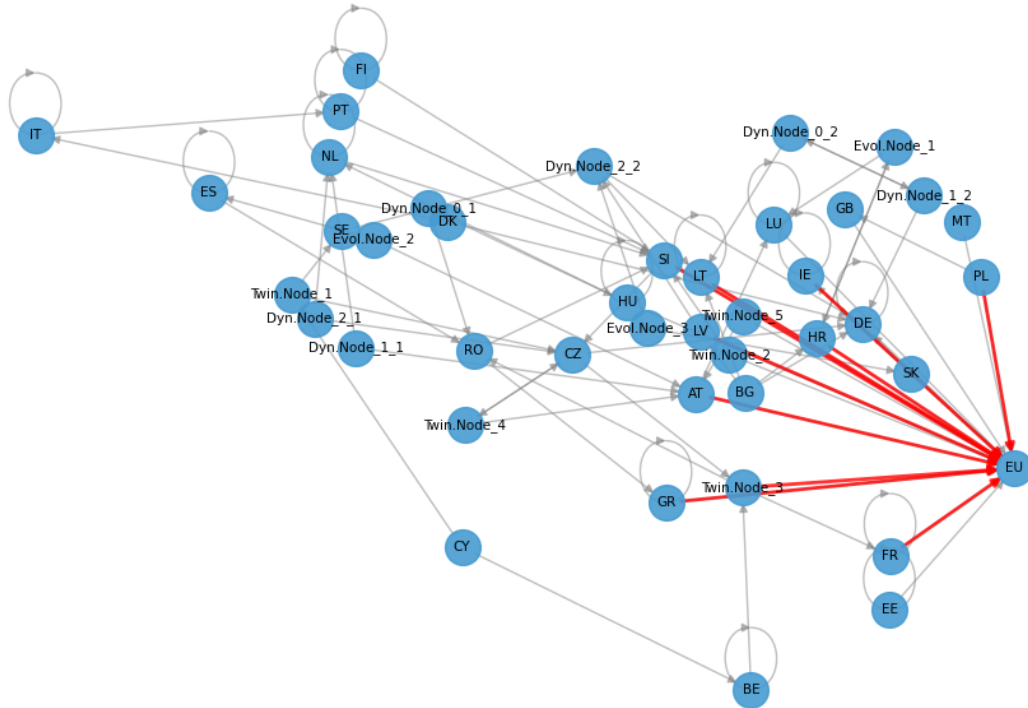 FI
PT
IT
NL
Dyn.Node_0_2
Evol.Node_1
Dyn.Node_2_2
ES
Dyn.Node_1_2
Dyn.Node_0_1
GB
MT
DK
LU
SE
Evol.Node_2
SI
LT
IE
PL
Twin.Node_1
HU
Dyn.Node_2_1
Twin.Node_5
Evol.Node_3
LV
DE
HR
Dyn.Node_1_1
RO
CZ
Twin.Node_2
SK
AT
BG
Twin.Node_4
EU
Twin.Node_3
GR
CY
FR
EE
BE